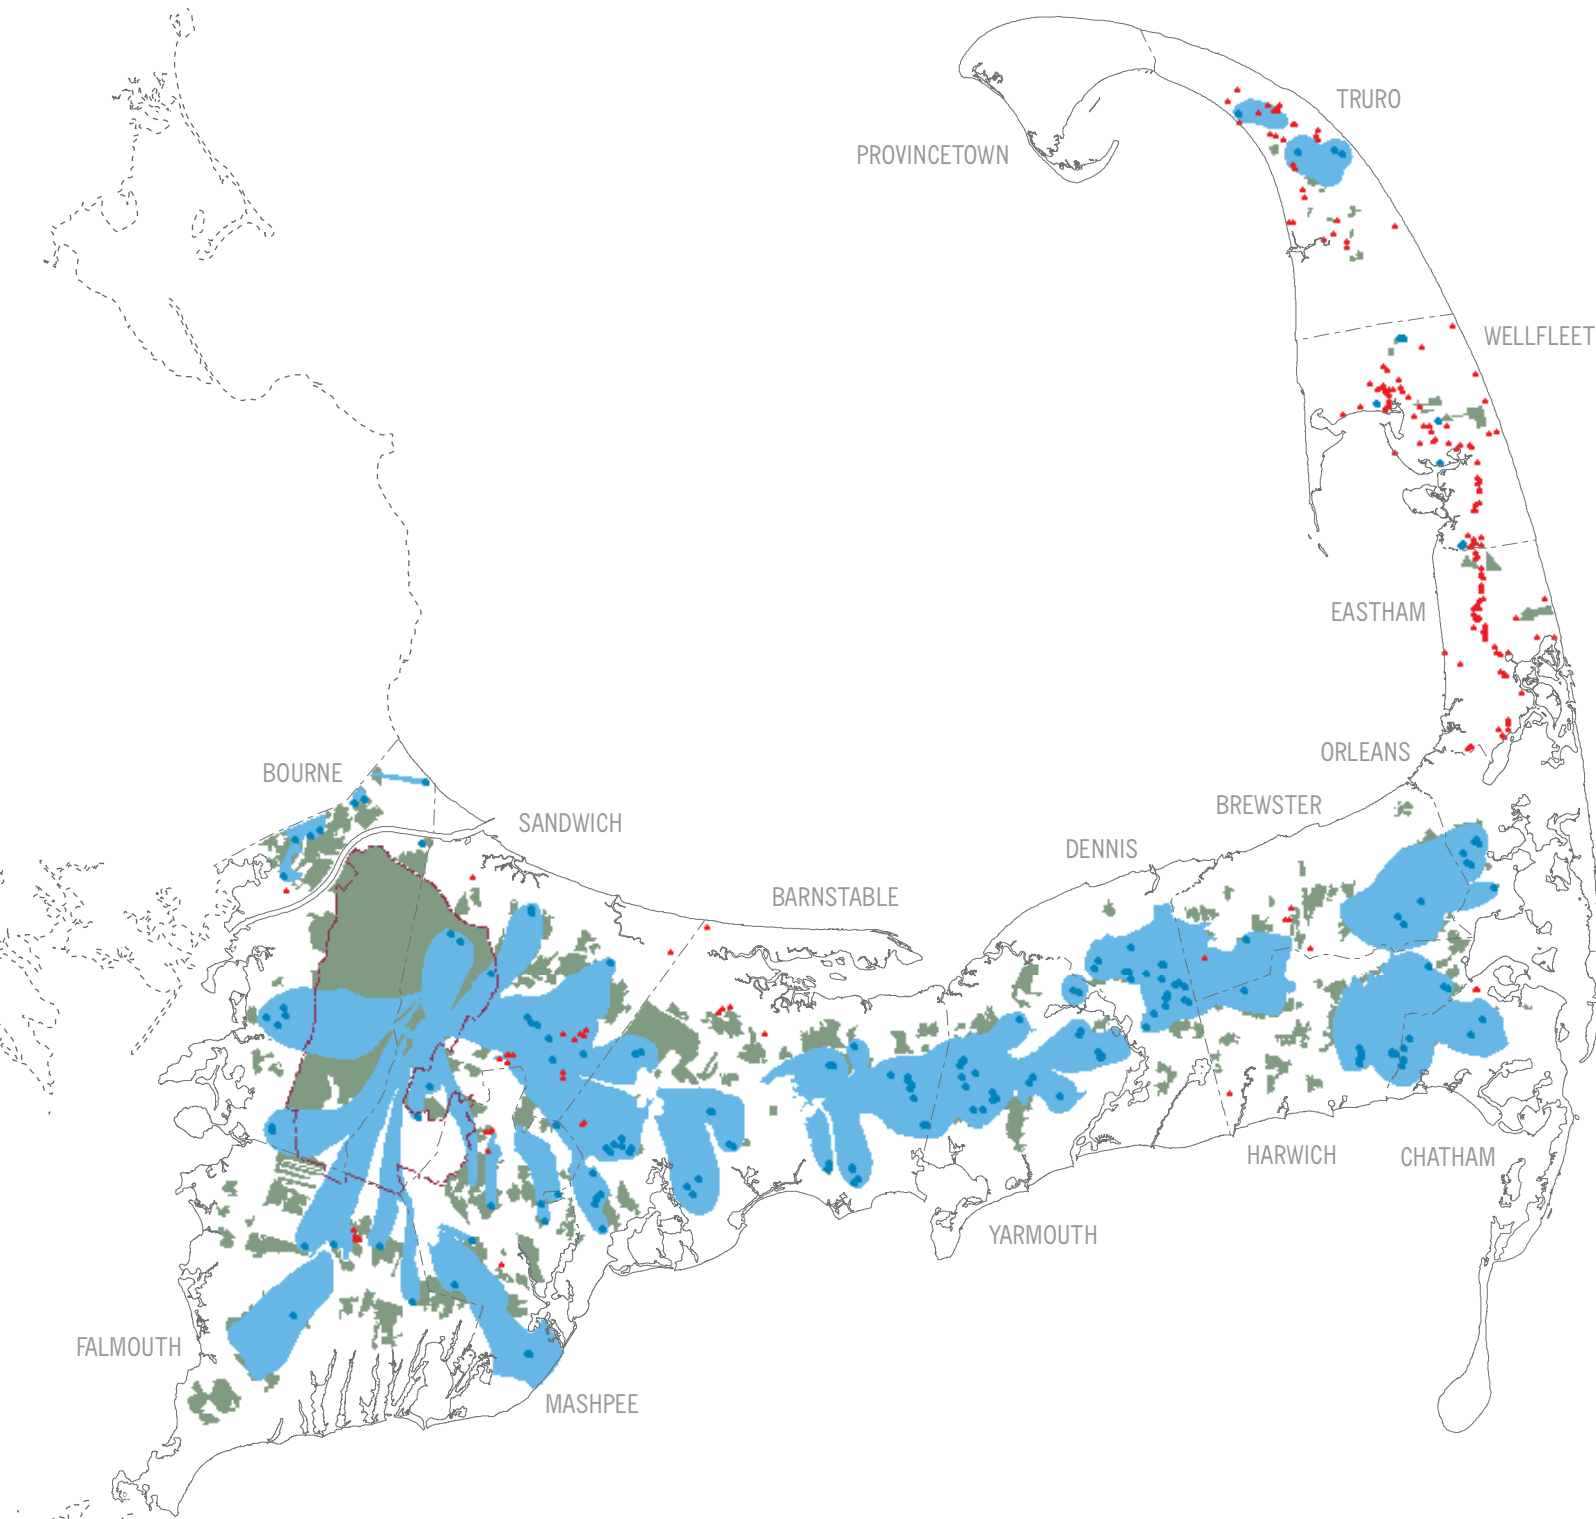 TRURO
PROVINCETOWN
WELLFLEET
EASTHAM
ORLEANS
BOURNE
BREWSTER
SANDWICH
DENNIS
BARNSTABLE
HARWICH
CHATHAM
YARMOUTH
FALMOUTH
MASHPEE